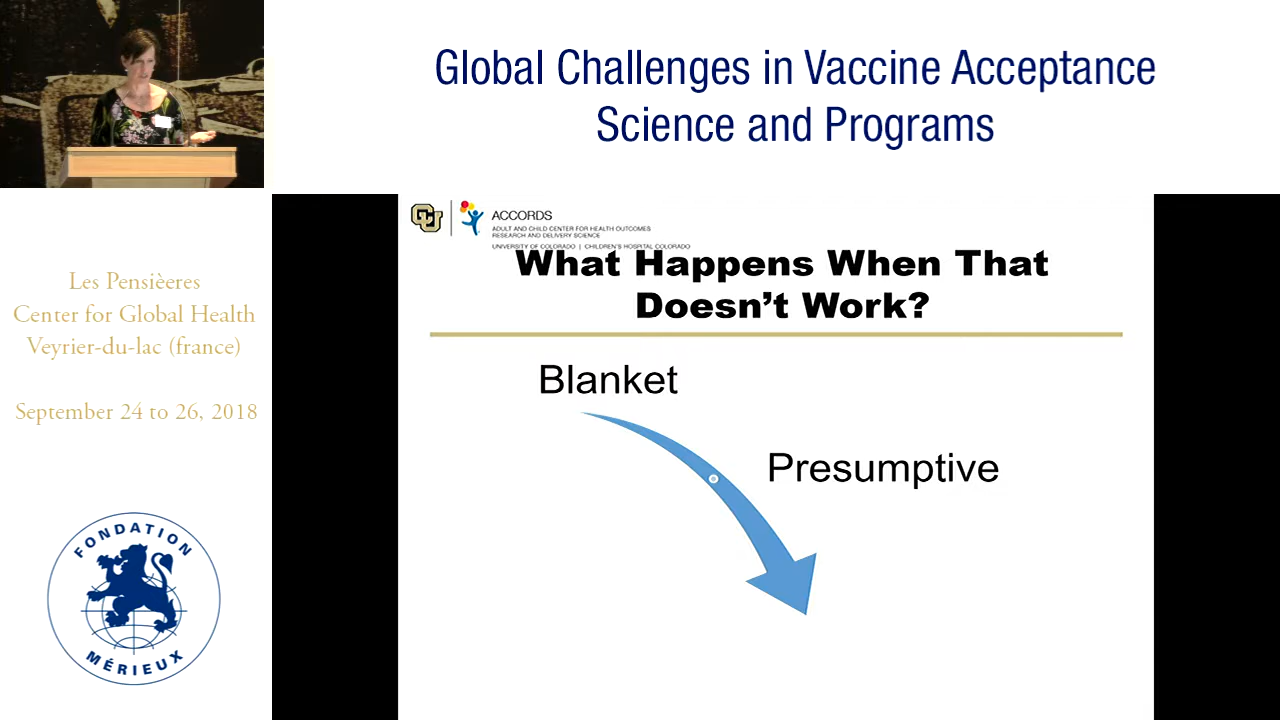 Global Challenges in Vaccine Acceptance
Science and Programs
Les Pensièeres
Center for Global Health
Veyrier-du-lac (france)
September 24 to 26, 2018
FONDATION
MÉRIEUX
CU
ACCORDS
ADULT AND CHILD CENTER FOR HEALTH OUTCOMES
RESEARCH AND DELIVERY SCIENCE
UNIVERSITY OF COLORADO | CHILDREN'S HOSPITAL COLORADO
What Happens When That
Doesn't Work?
Blanket
Presumptive